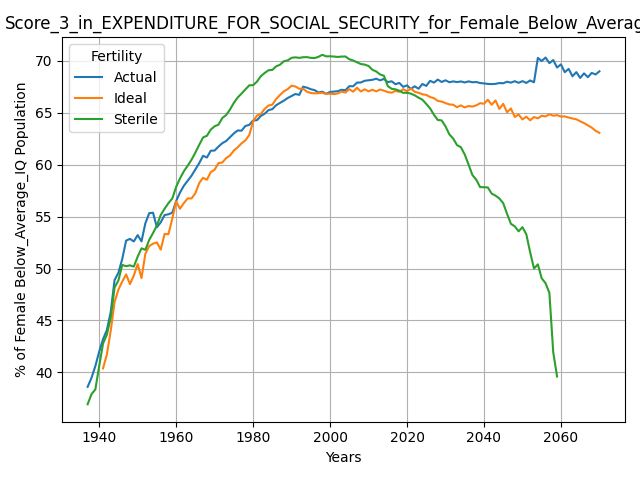 Score_3_in_EXPENDITURE_FOR_SOCIAL_SECURITY_for_Female_Below_Averag
Fertility
Actual
Ideal
Sterile
% of Female Below_Average_IQ Population
70
65
60
55
50
45
40
1940 1960 1980 2000 2020 2040 2060
Years